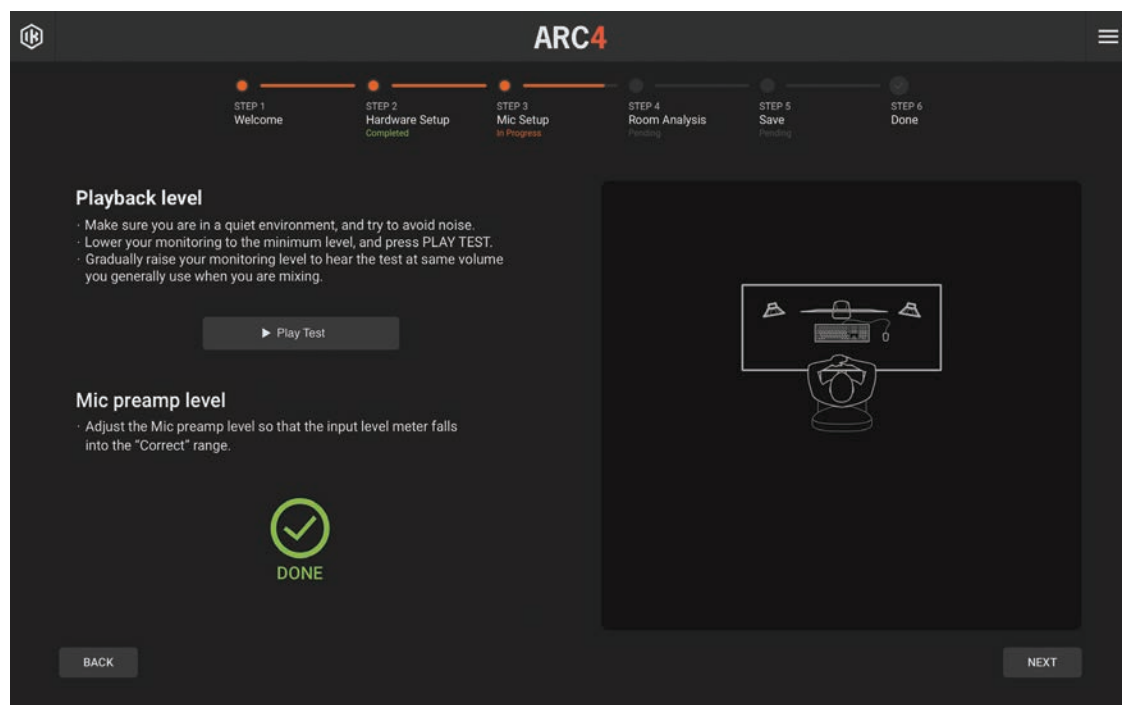 IK
ARC4
STEP 1
Welcome
STEP 2
Hardware Setup
Completed
STEP 3
Mic Setup
In Progress
STEP 4
Room Analysis
Pending
STEP 5
Save
Pending
STEP 6
Done
Playback level
· Make sure you are in a quiet environment, and try to avoid noise.
· Lower your monitoring to the minimum level, and press PLAY TEST.
· Gradually raise your monitoring level to hear the test at same volume
you generally use when you are mixing.
Play Test
Mic preamp level
· Adjust the Mic preamp level so that the input level meter falls
into the “Correct” range.
DONE
BACK
NEXT